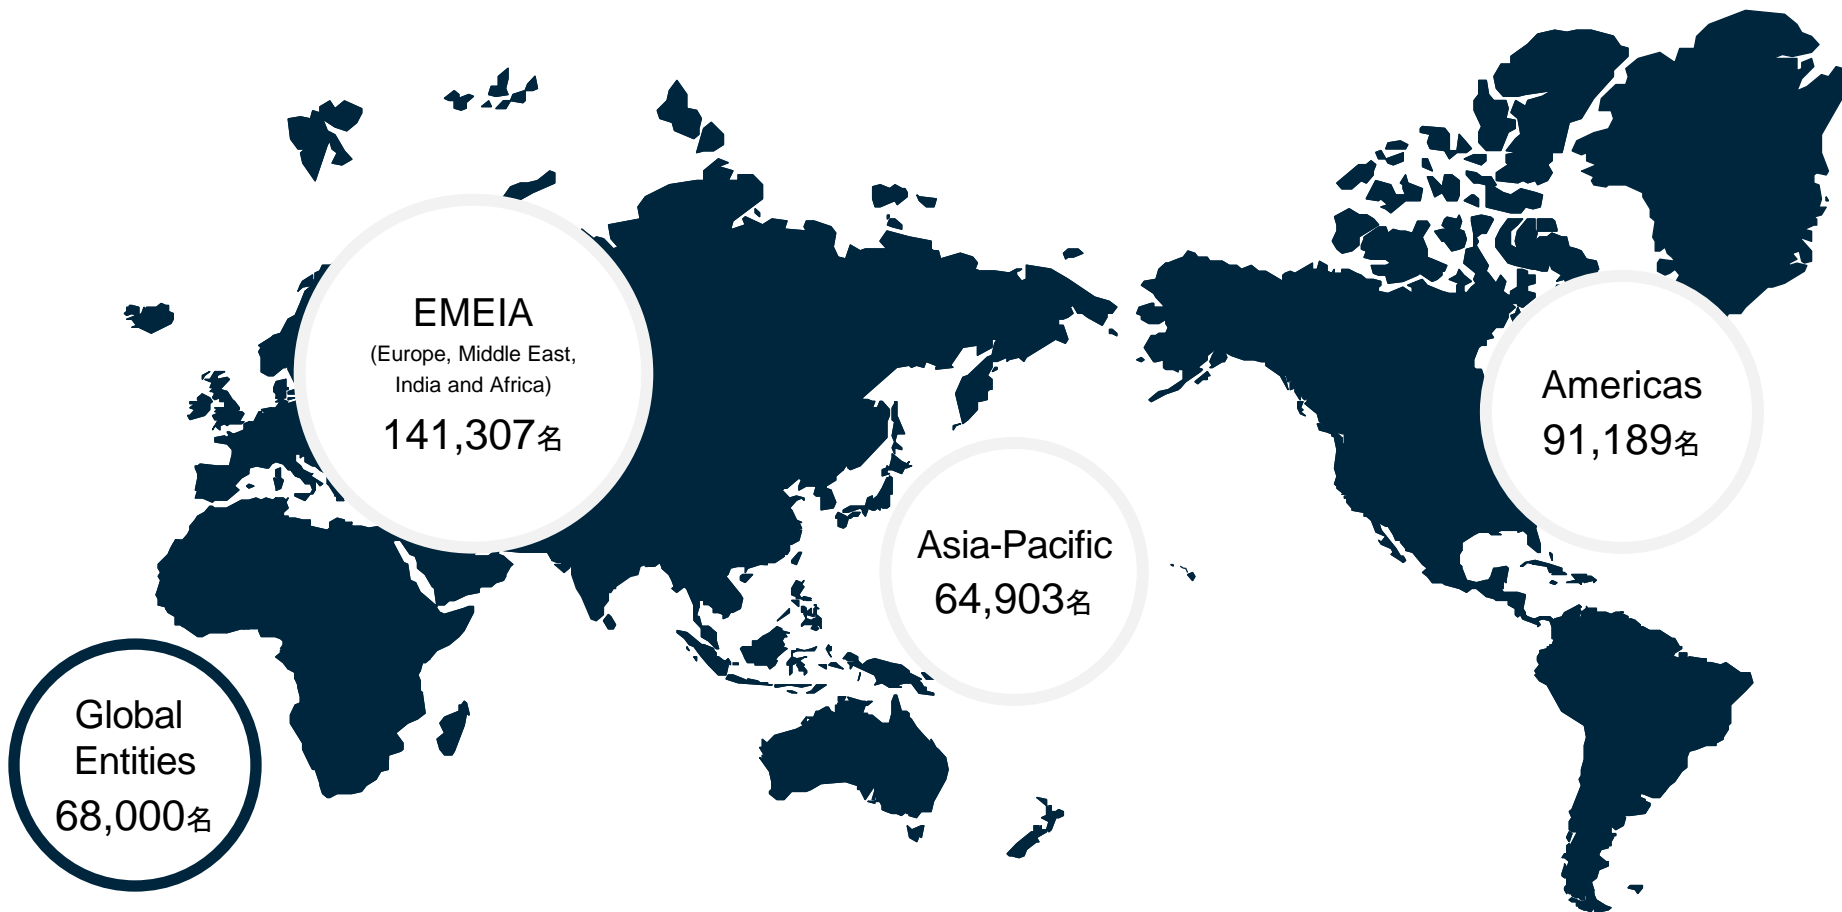 EMEIA
(Europe, Middle East,
India and Africa)
141,307名
Americas
91,189名
Asia-Pacific
64,903名
Global
Entities
68,000名